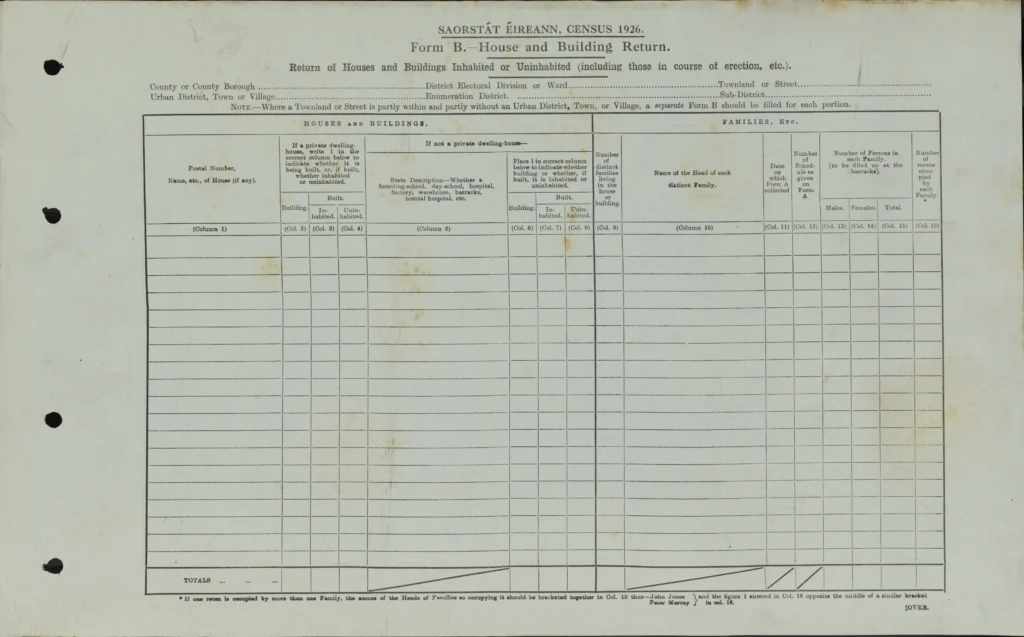 SAORSTÁT ÉIREANN, CENSUS 1926.
Form B.—House and Building Return.
Return of Houses and Buildings Inhabited or Uninhabited (including those in course of erection, etc.).
County or County Borough ........ District Electoral Division or Ward ........ Townland or Street ........
Urban District, Town or Village ........ Enumeration District. ........ Sub-District ........
NOTE.—Where a Townland or Street is partly within and partly without an Urban District, Town, or Village, a separate Form B should be filled for each portion.
HOUSES AND BUILDINGS.
FAMILIES, ETC.
Postal Number,
Name, etc., of House (if any).
If a private dwelling-
house, write 1 in the
correct column below to
indicate whether it is
being built, or, if built,
whether inhabited
or uninhabited.
Building.
Built.
In-
habited.
Unin-
habited.
If not a private dwelling-house—
State Description—Whether a
boarding-school, day-school, hospital,
factory, warehouse, barracks,
mental hospital, etc.
Place 1 in correct column
below to indicate whether
building or whether, if
built, it is inhabited or
uninhabited.
Building.
Built.
In-
habited.
Unin-
habited.
Number
of
distinct
families
living
in the
house
or
building.
Name of the Head of each
distinct Family.
Date
on
which
Form A
collected
Number
of
Sched-
ule as
given
on
Form
A
Number of Persons in
each Family.
[to be filled up at the
barracks].
Males.
Females.
Total.
Number
of
rooms
occu-
pied
by
each
Family.
*
(Column 1) (Col. 2) (Col. 3) (Col. 4) (Column 5) (Col. 6) (Col. 7) (Col. 8) (Col. 9) (Column 10) (Col. 11) (Col. 12) (Col. 13) (Col. 14) (Col. 15) (Col. 16)
TOTALS ... ... ...
* If one room is occupied by more than one Family, the names of the Heads of Families so occupying it should be bracketed together in Col. 10 thus—John Jones } and the figure 1 entered in Col. 16 opposite the middle of a similar bracket
Peter Murray } in col. 16.
[OVER.